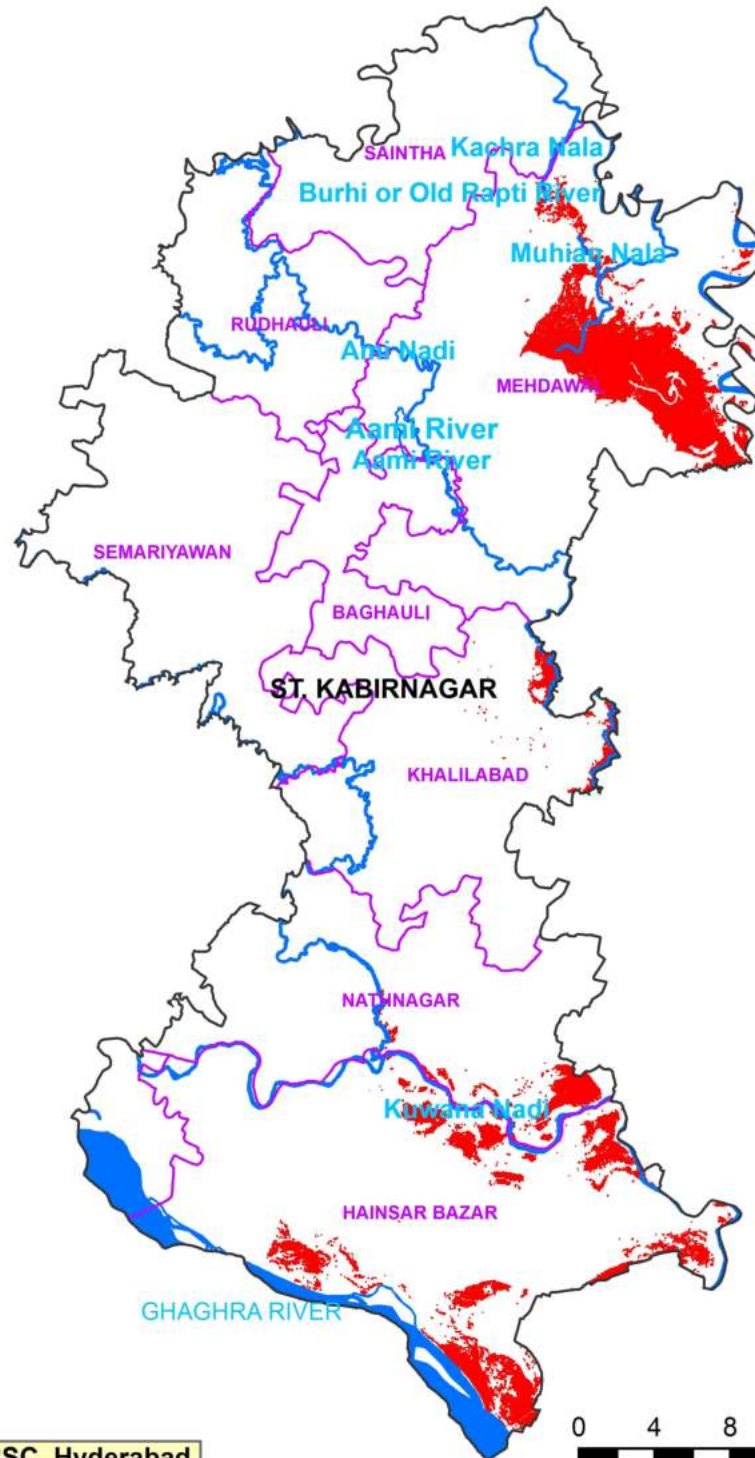 SAINTHA Kachra Nala
Burhi or Old Rapti River
Muhian Nala
RUDHAULI
Ami Nadi
MEHDAWAL
Aami River
Aami River
SEMARIYAWAN
BAGHAULI
ST. KABIRNAGAR
KHALILABAD
NATHNAGAR
Kuwana Nadi
HAINSAR BAZAR
GHAGHRA RIVER
0 4 8
SC, Hyderabad